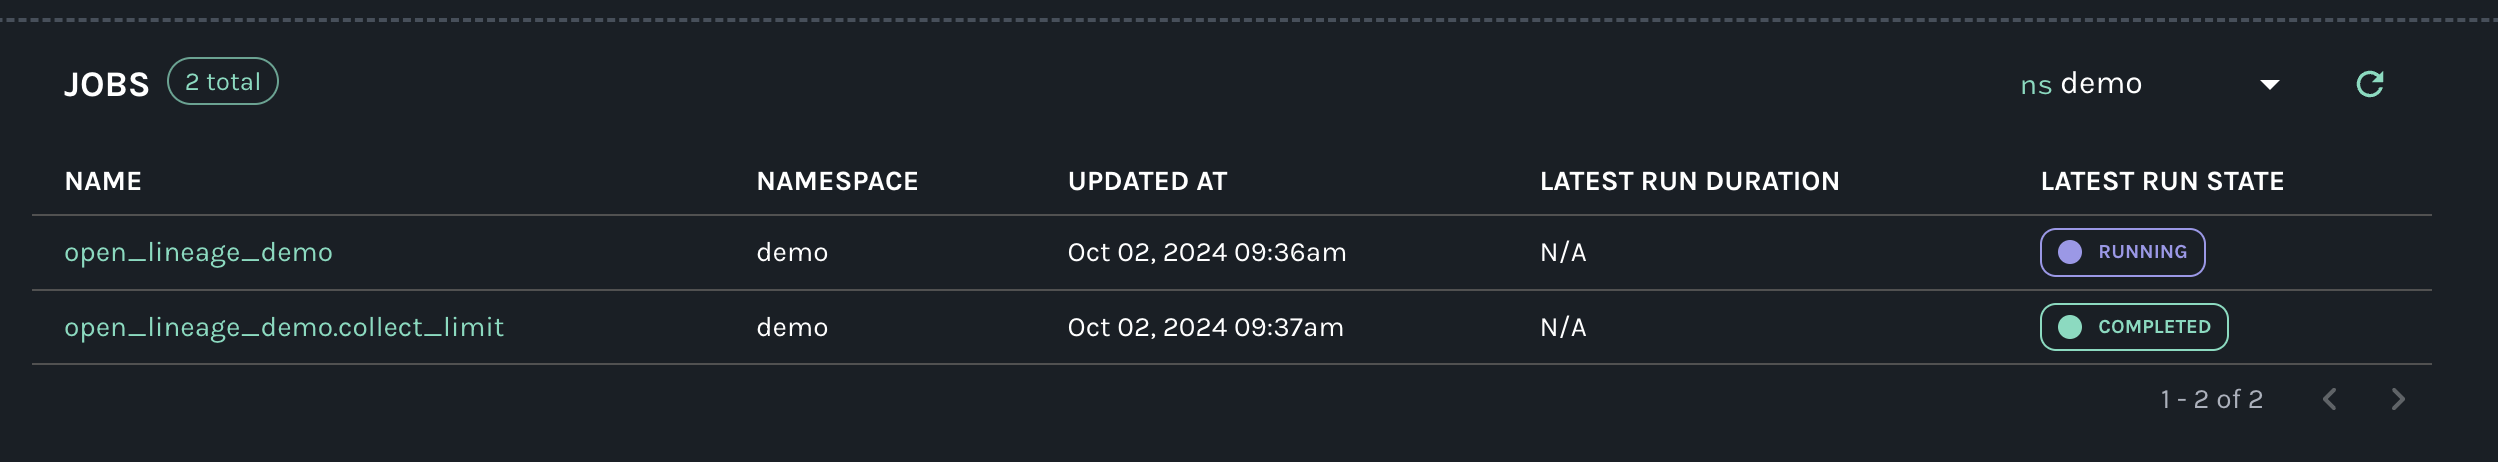 JOBS 2 total ns demo
NAME NAMESPACE UPDATED AT LATEST RUN DURATION LATEST RUN STATE
open_lineage_demo demo Oct 02, 2024 09:36am N/A RUNNING
open_lineage_demo.collect_limit demo Oct 02, 2024 09:37am N/A COMPLETED
1 - 2 of 2